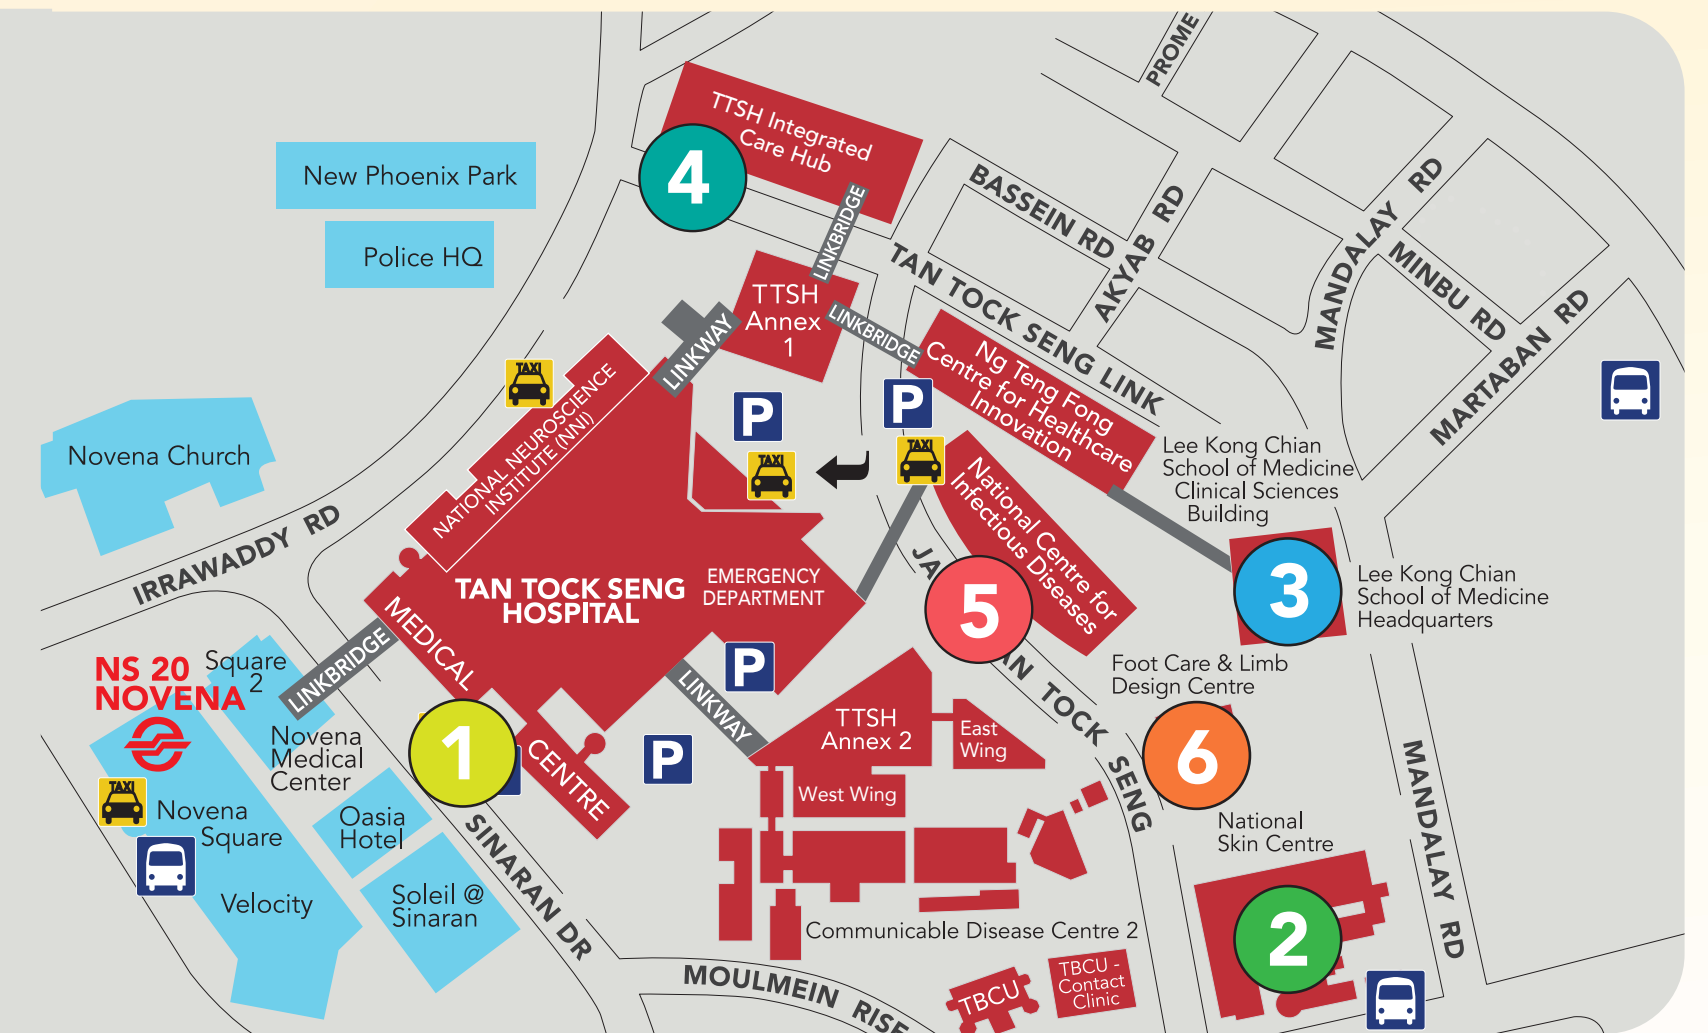 PROME
TTSH Integrated
Care Hub
4
New Phoenix Park
Police HQ
LINKBRIDGE
BASSEIN RD
AKYAB RD
MANDALAY RD
MINBU RD
MARTABAN RD
TAN TOCK SENG LINK
TTSH
Annex
1
LINKWAY
LINKBRIDGE
Ng Teng Fong
Centre for Healthcare
Innovation
TAXI
P
P
TAXI
TAXI
NATIONAL NEUROSCIENCE
INSTITUTE (NNI)
Novena Church
IRRAWADDY RD
Lee Kong Chian
School of Medicine
Clinical Sciences
Building
National Centre for
Infectious Diseases
3
Lee Kong Chian
School of Medicine
Headquarters
TAN TOCK SENG
HOSPITAL
EMERGENCY
DEPARTMENT
5
MEDICAL
CENTRE
1
P
P
LINKBRIDGE
LINKWAY
NS 20
NOVENA
Square
2
Novena
Medical
Center
TAXI
Novena
Square
Velocity
Oasia
Hotel
Soleil @
Sinaran
SINARAN DR
TTSH
Annex 2
East
Wing
West Wing
JA
AN TOCK SENG
Foot Care & Limb
Design Centre
6
National
Skin Centre
2
MANDALAY RD
Communicable Disease Centre 2
MOULMEIN RISE
TBCU
TBCU -
Contact
Clinic